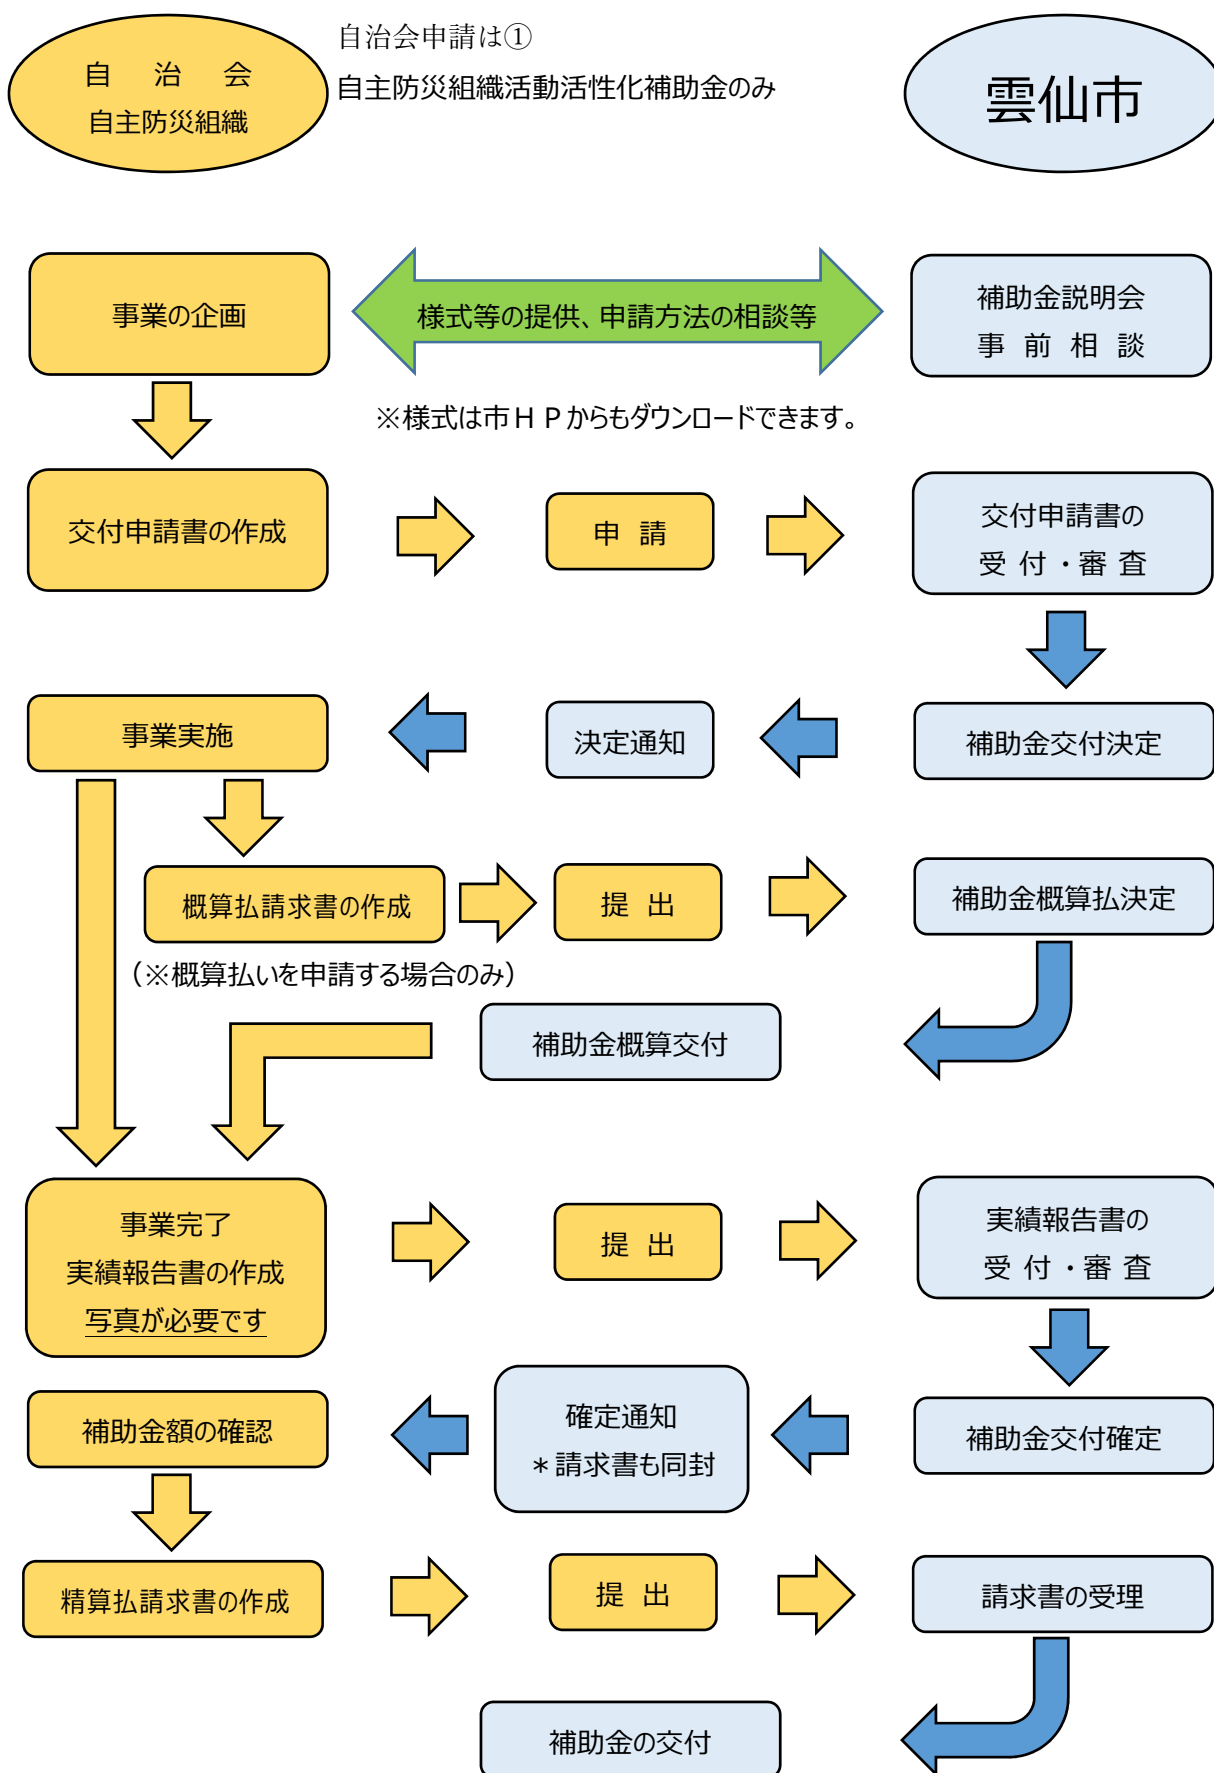 自治会
自主防災組織
自治会申請は①
自主防災組織活動活性化補助金のみ
雲仙市
事業の企画
様式等の提供、申請方法の相談等
補助金説明会
事前相談
※様式は市HPからもダウンロードできます。
交付申請書の作成
申請
交付申請書の
受付・審査
事業実施
決定通知
補助金交付決定
概算払請求書の作成
提出
補助金概算払決定
(※概算払いを申請する場合のみ)
補助金概算交付
事業完了
実績報告書の作成
写真が必要です
提出
実績報告書の
受付・審査
補助金額の確認
確定通知
＊請求書も同封
補助金交付確定
精算払請求書の作成
提出
請求書の受理
補助金の交付